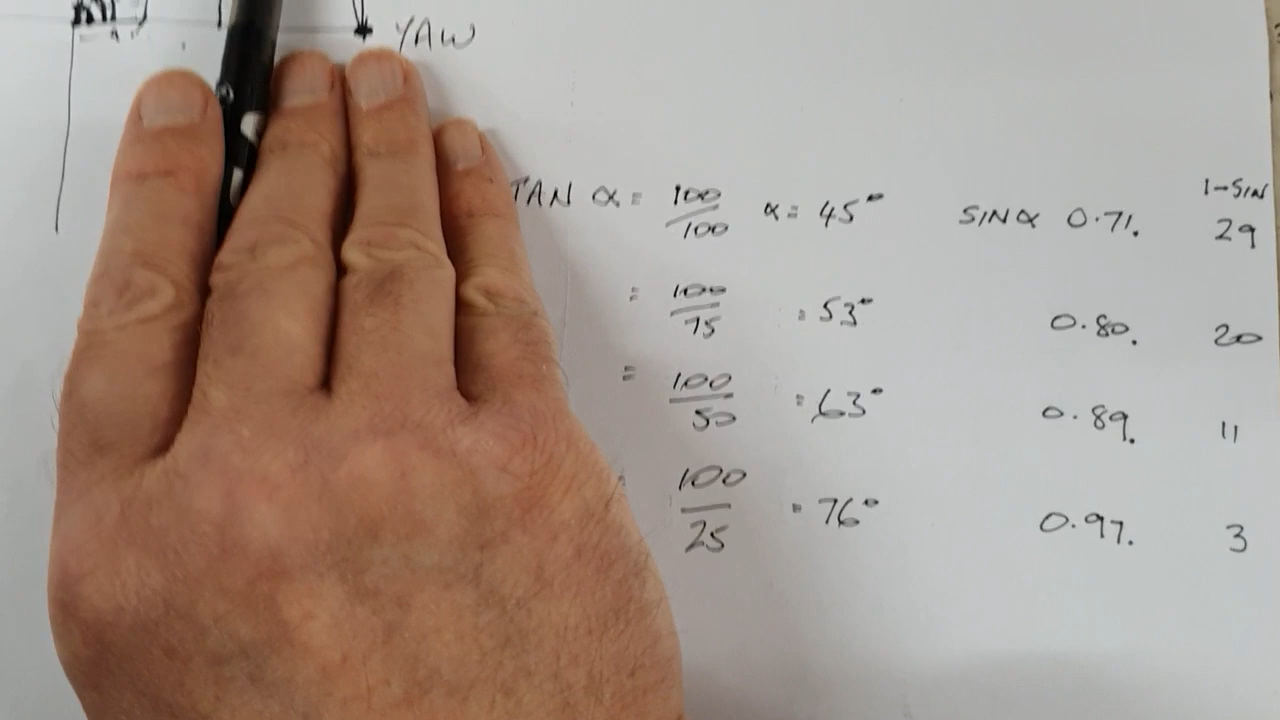 YAW
1-SIN
TAN α = 100/100 α = 45° SIN α 0.71. 29
= 100/75 = 53° 0.80. 20
= 100/50 = 63° 0.89. 11
= 100/25 = 76° 0.97. 3